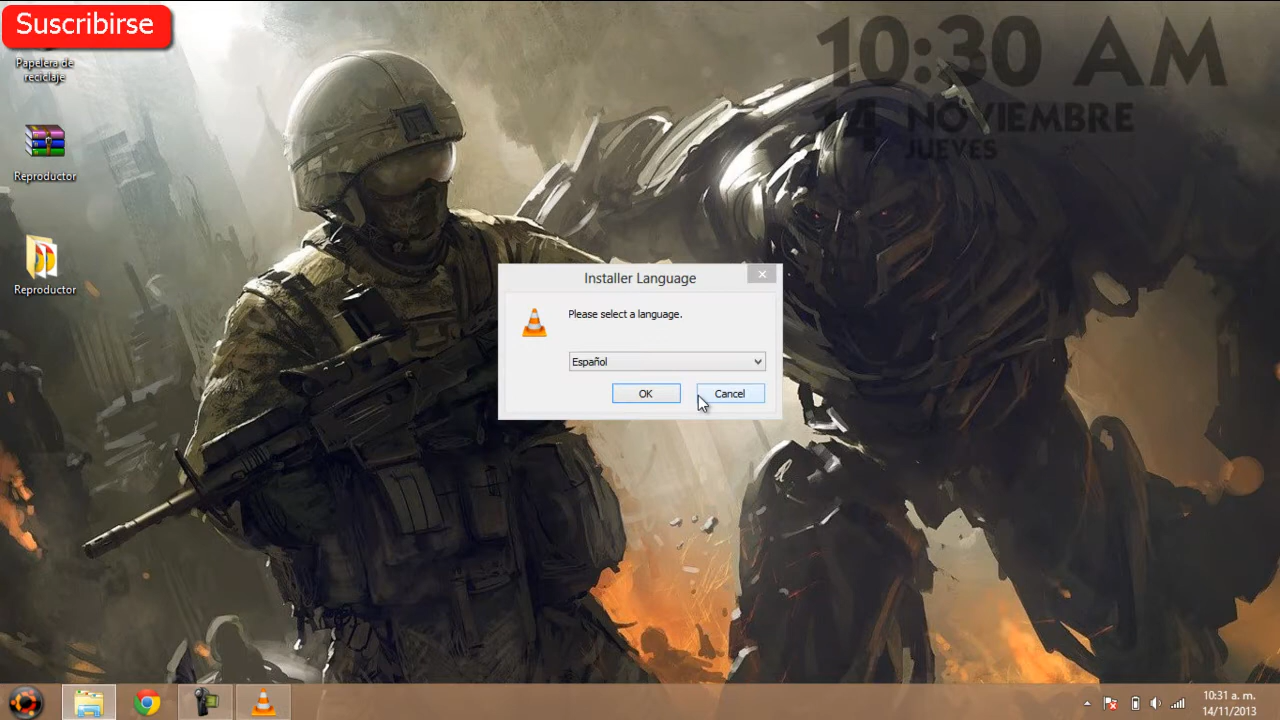 Suscribirse
10:30 AM
14 NOVIEMBRE
JUEVES
Papelera de
reciclaje
Reproductor
Reproductor
Installer Language
Please select a language.
Español
OK
Cancel
10:31 a. m.
14/11/2013